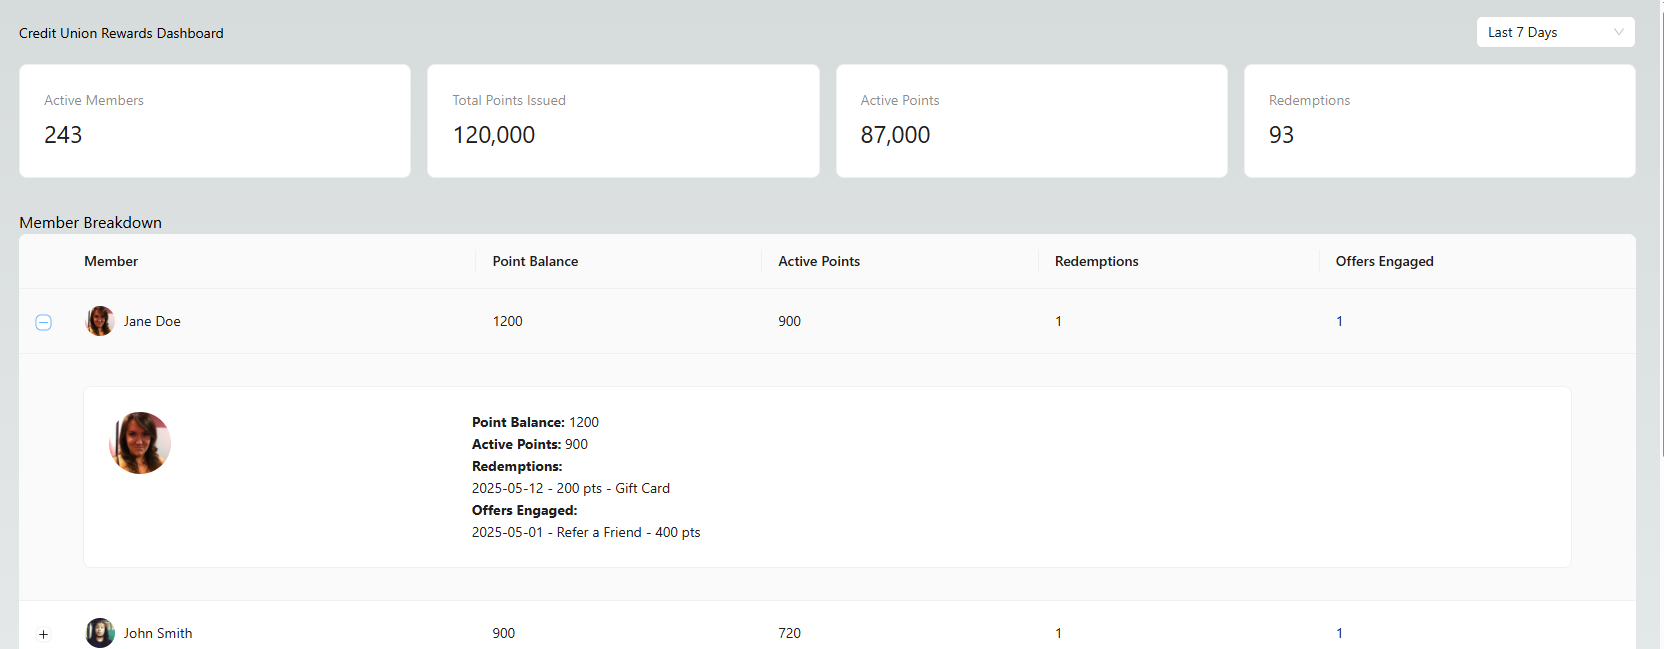 Credit Union Rewards Dashboard
Last 7 Days
Active Members
243
Total Points Issued
120,000
Active Points
87,000
Redemptions
93
Member Breakdown
Member Point Balance Active Points Redemptions Offers Engaged
Jane Doe 1200 900 1 1
Point Balance: 1200
Active Points: 900
Redemptions:
2025-05-12 - 200 pts - Gift Card
Offers Engaged:
2025-05-01 - Refer a Friend - 400 pts
John Smith 900 720 1 1